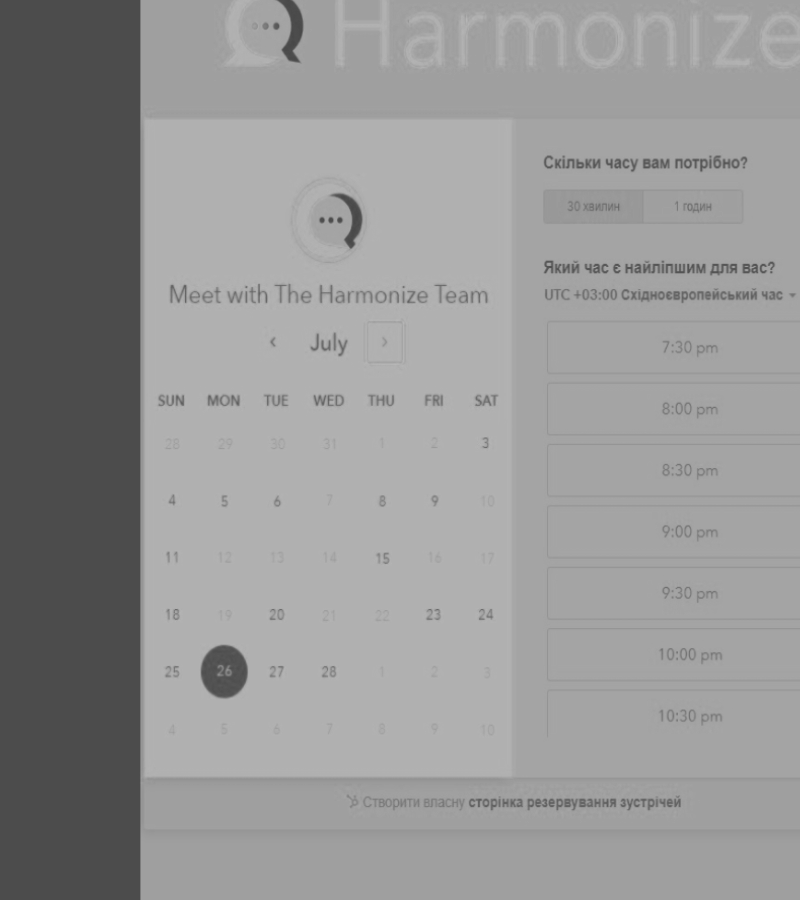 Harmonize
Meet with The Harmonize Team
‹ July ›
SUN MON TUE WED THU FRI SAT
28 29 30 31 1 2 3
4 5 6 7 8 9 10
11 12 13 14 15 16 17
18 19 20 21 22 23 24
25 26 27 28 1 2 3
4 5 6 7 8 9 10
Скільки часу вам потрібно?
30 хвилин 1 годин
Який час є найліпшим для вас?
UTC +03:00 Східноєвропейський час
7:30 pm
8:00 pm
8:30 pm
9:00 pm
9:30 pm
10:00 pm
10:30 pm
Створити власну сторінка резервування зустрічей